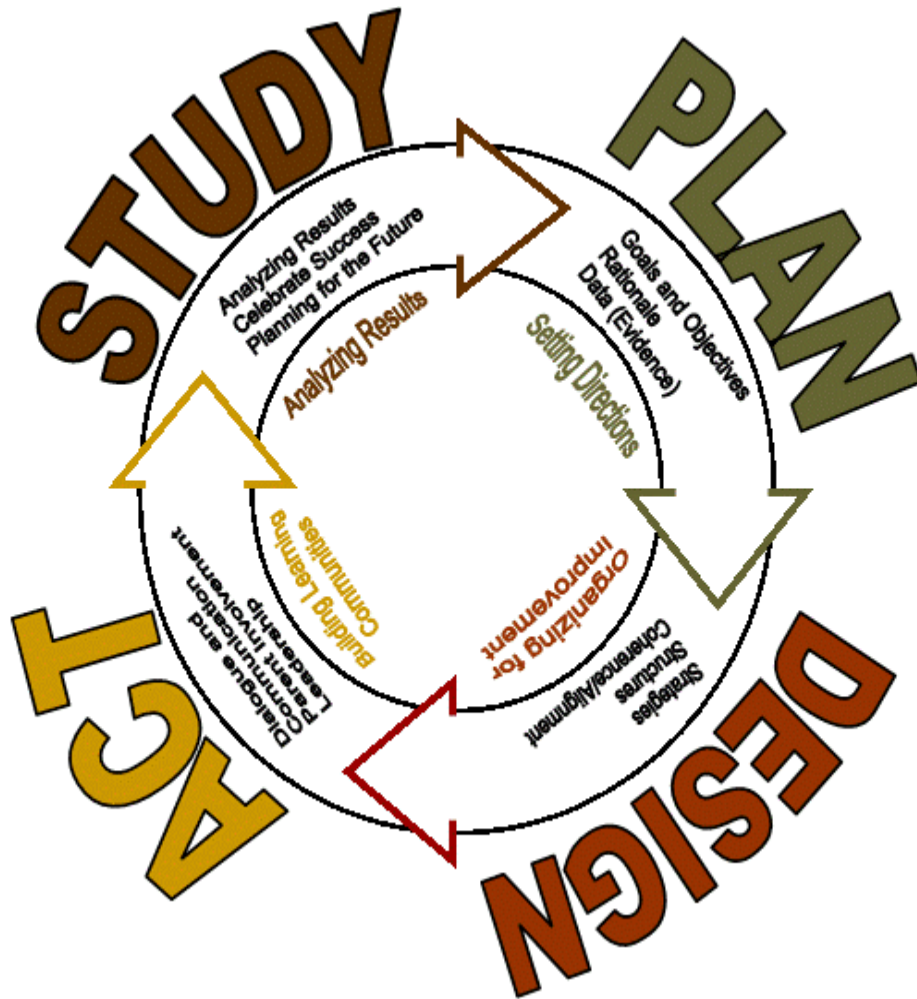 STUDY
Analyzing Results
Celebrate Success
Planning for the Future
Analyzing Results
PLAN
Goals and Objectives
Rationale
Data (Evidence)
Setting Directions
DESIGN
Strategies
Structures
Coherence/Alignment
Organizing for
Improvement
ACT
Dialogue and
Communication
Parent Involvement
Leadership
Building Learning
Communities